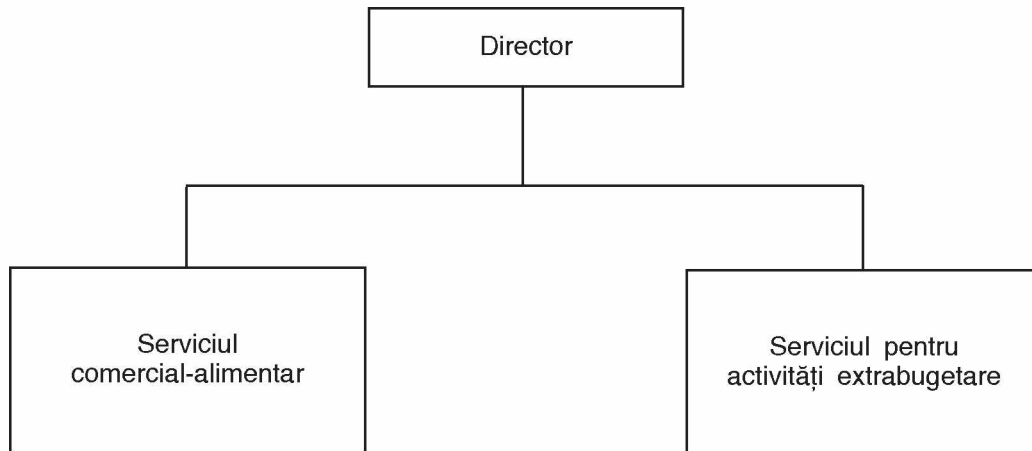 Director
Serviciul
comercial-alimentar
Serviciul pentru
activități extrabugetare